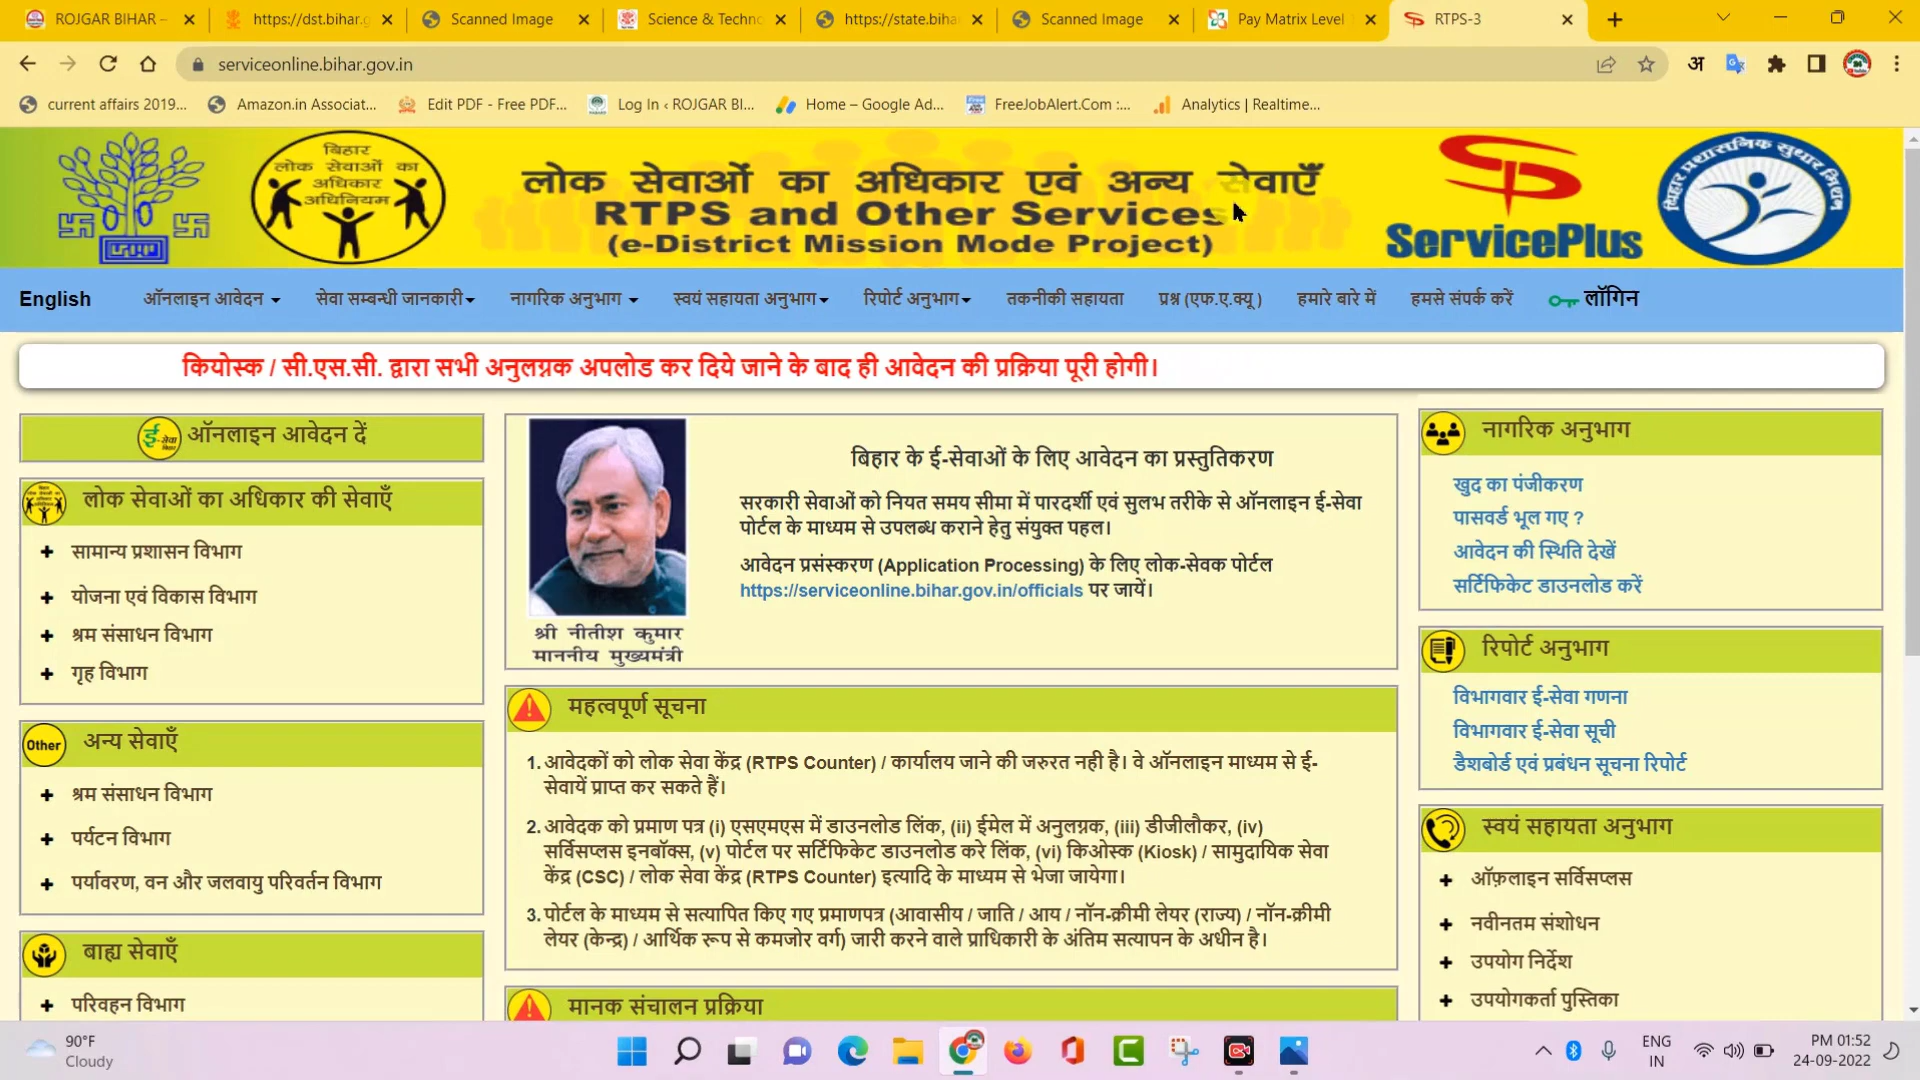 ROJGAR BIHAR –
https://dst.bihar.g
Scanned Image
Science & Techno
https://state.biha
Scanned Image
Pay Matrix Level
RTPS-3
serviceonline.bihar.gov.in
अ
current affairs 2019...
Amazon.in Associat...
Edit PDF - Free PDF...
Log In ‹ ROJGAR BI...
Home – Google Ad...
FreeJobAlert.Com :...
Analytics | Realtime...
बिहार
लोक सेवाओं का
अधिकार
अधिनियम
लोक सेवाओं का अधिकार एवं अन्य सेवाएँ
RTPS and Other Services
(e-District Mission Mode Project)
ServicePlus
बिहार प्रशासनिक सुधार मिशन
English
ऑनलाइन आवेदन
सेवा सम्बन्धी जानकारी
नागरिक अनुभाग
स्वयं सहायता अनुभाग
रिपोर्ट अनुभाग
तकनीकी सहायता
प्रश्न (एफ.ए.क्यू)
हमारे बारे में
हमसे संपर्क करें
लॉगिन
कियोस्क / सी.एस.सी. द्वारा सभी अनुलग्नक अपलोड कर दिये जाने के बाद ही आवेदन की प्रक्रिया पूरी होगी।
ऑनलाइन आवेदन दें
लोक सेवाओं का अधिकार की सेवाएँ
सामान्य प्रशासन विभाग
योजना एवं विकास विभाग
श्रम संसाधन विभाग
गृह विभाग
Other अन्य सेवाएँ
श्रम संसाधन विभाग
पर्यटन विभाग
पर्यावरण, वन और जलवायु परिवर्तन विभाग
बाह्य सेवाएँ
परिवहन विभाग
श्री नीतीश कुमार
माननीय मुख्यमंत्री
बिहार के ई-सेवाओं के लिए आवेदन का प्रस्तुतिकरण
सरकारी सेवाओं को नियत समय सीमा में पारदर्शी एवं सुलभ तरीके से ऑनलाइन ई-सेवा
पोर्टल के माध्यम से उपलब्ध कराने हेतु संयुक्त पहल।
आवेदन प्रसंस्करण (Application Processing) के लिए लोक-सेवक पोर्टल
https://serviceonline.bihar.gov.in/officials पर जायें।
महत्वपूर्ण सूचना
1. आवेदकों को लोक सेवा केंद्र (RTPS Counter) / कार्यालय जाने की जरुरत नही है। वे ऑनलाइन माध्यम से ई-
सेवायें प्राप्त कर सकते हैं।
2. आवेदक को प्रमाण पत्र (i) एसएमएस में डाउनलोड लिंक, (ii) ईमेल में अनुलग्नक, (iii) डीजीलौकर, (iv)
सर्विसप्लस इनबॉक्स, (v) पोर्टल पर सर्टिफिकेट डाउनलोड करे लिंक, (vi) किओस्क (Kiosk) / सामुदायिक सेवा
केंद्र (CSC) / लोक सेवा केंद्र (RTPS Counter) इत्यादि के माध्यम से भेजा जायेगा।
3. पोर्टल के माध्यम से सत्यापित किए गए प्रमाणपत्र (आवासीय / जाति / आय / नॉन-क्रीमी लेयर (राज्य) / नॉन-क्रीमी
लेयर (केन्द्र) / आर्थिक रूप से कमजोर वर्ग) जारी करने वाले प्राधिकारी के अंतिम सत्यापन के अधीन है।
मानक संचालन प्रक्रिया
नागरिक अनुभाग
खुद का पंजीकरण
पासवर्ड भूल गए ?
आवेदन की स्थिति देखें
सर्टिफिकेट डाउनलोड करें
रिपोर्ट अनुभाग
विभागवार ई-सेवा गणना
विभागवार ई-सेवा सूची
डैशबोर्ड एवं प्रबंधन सूचना रिपोर्ट
स्वयं सहायता अनुभाग
ऑफ़लाइन सर्विसप्लस
नवीनतम संशोधन
उपयोग निर्देश
उपयोगकर्ता पुस्तिका
90°F
Cloudy
ENG
IN
PM 01:52
24-09-2022